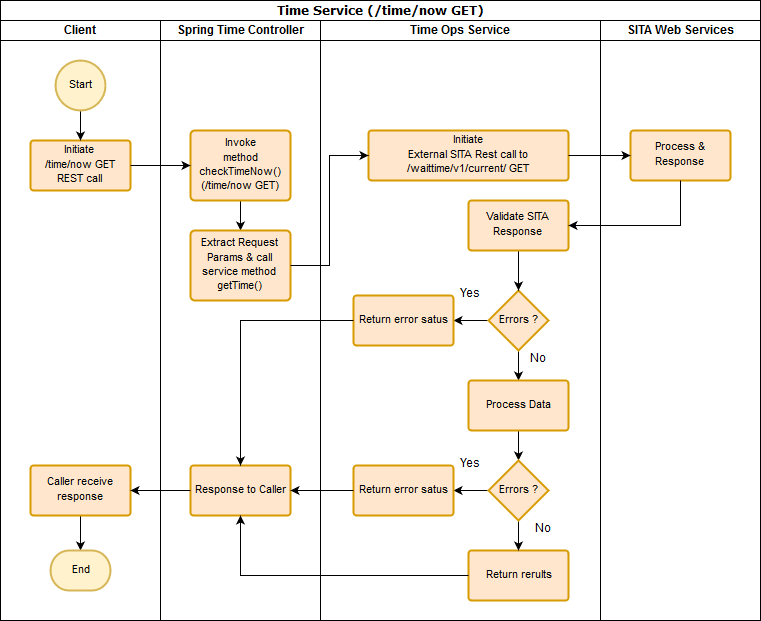 Time Service (/time/now GET)
Client
Spring Time Controller
Time Ops Service
SITA Web Services
Start
Initiate
/time/now GET
REST call
Invoke
method
checkTimeNow()
(/time/now GET)
Extract Request
Params & call
service method
getTime()
Initiate
External SITA Rest call to
/waittime/v1/current/ GET
Process &
Response
Validate SITA
Response
Errors ?
Yes
Return error satus
No
Process Data
Errors ?
Yes
Return error satus
No
Return rerults
Response to Caller
Caller receive
response
End